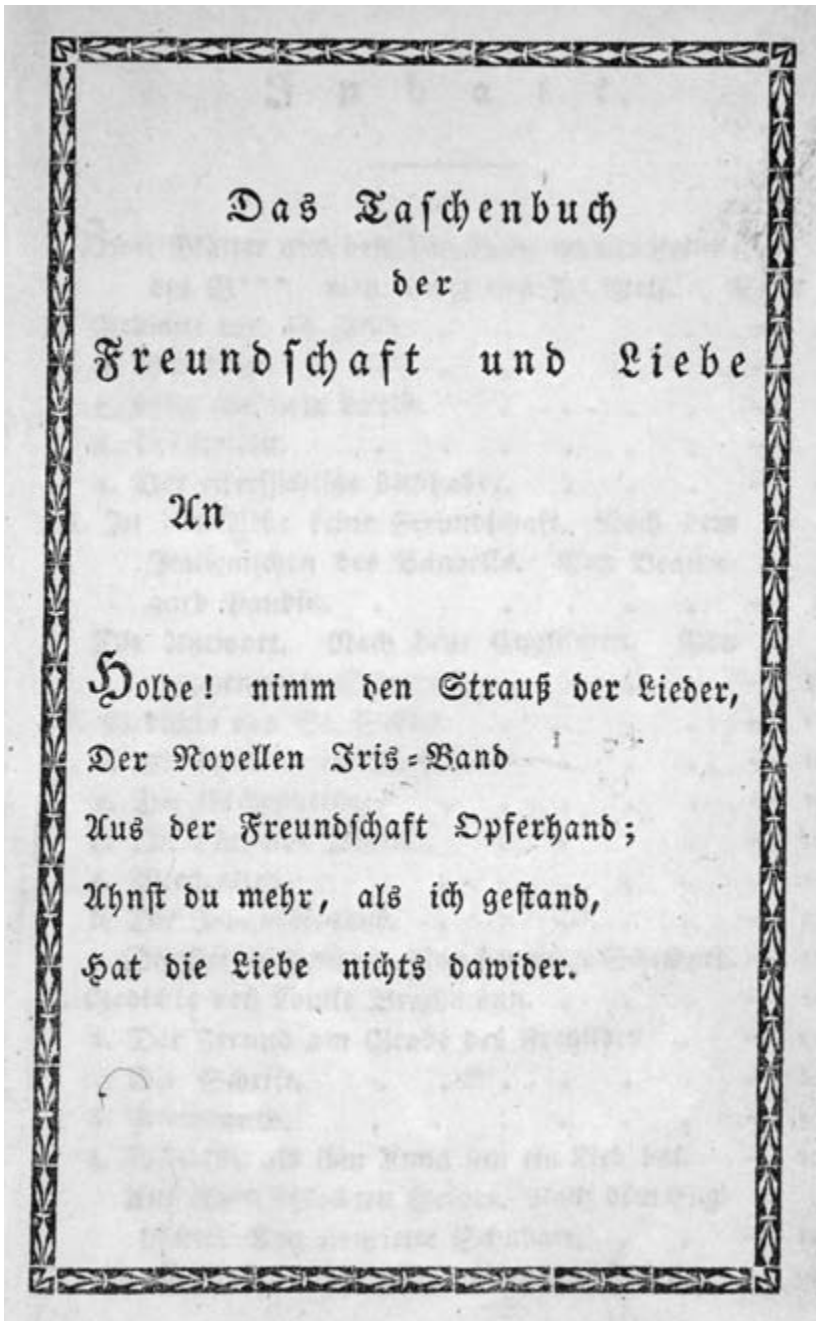 Das Taschenbuch
der
Freundschaft und Liebe
An
Holde! nimm den Strauß der Lieder,
Der Novellen Iris-Band
Aus der Freundschaft Opferhand;
Ahnst du mehr, als ich gestand,
Hat die Liebe nichts dawider.